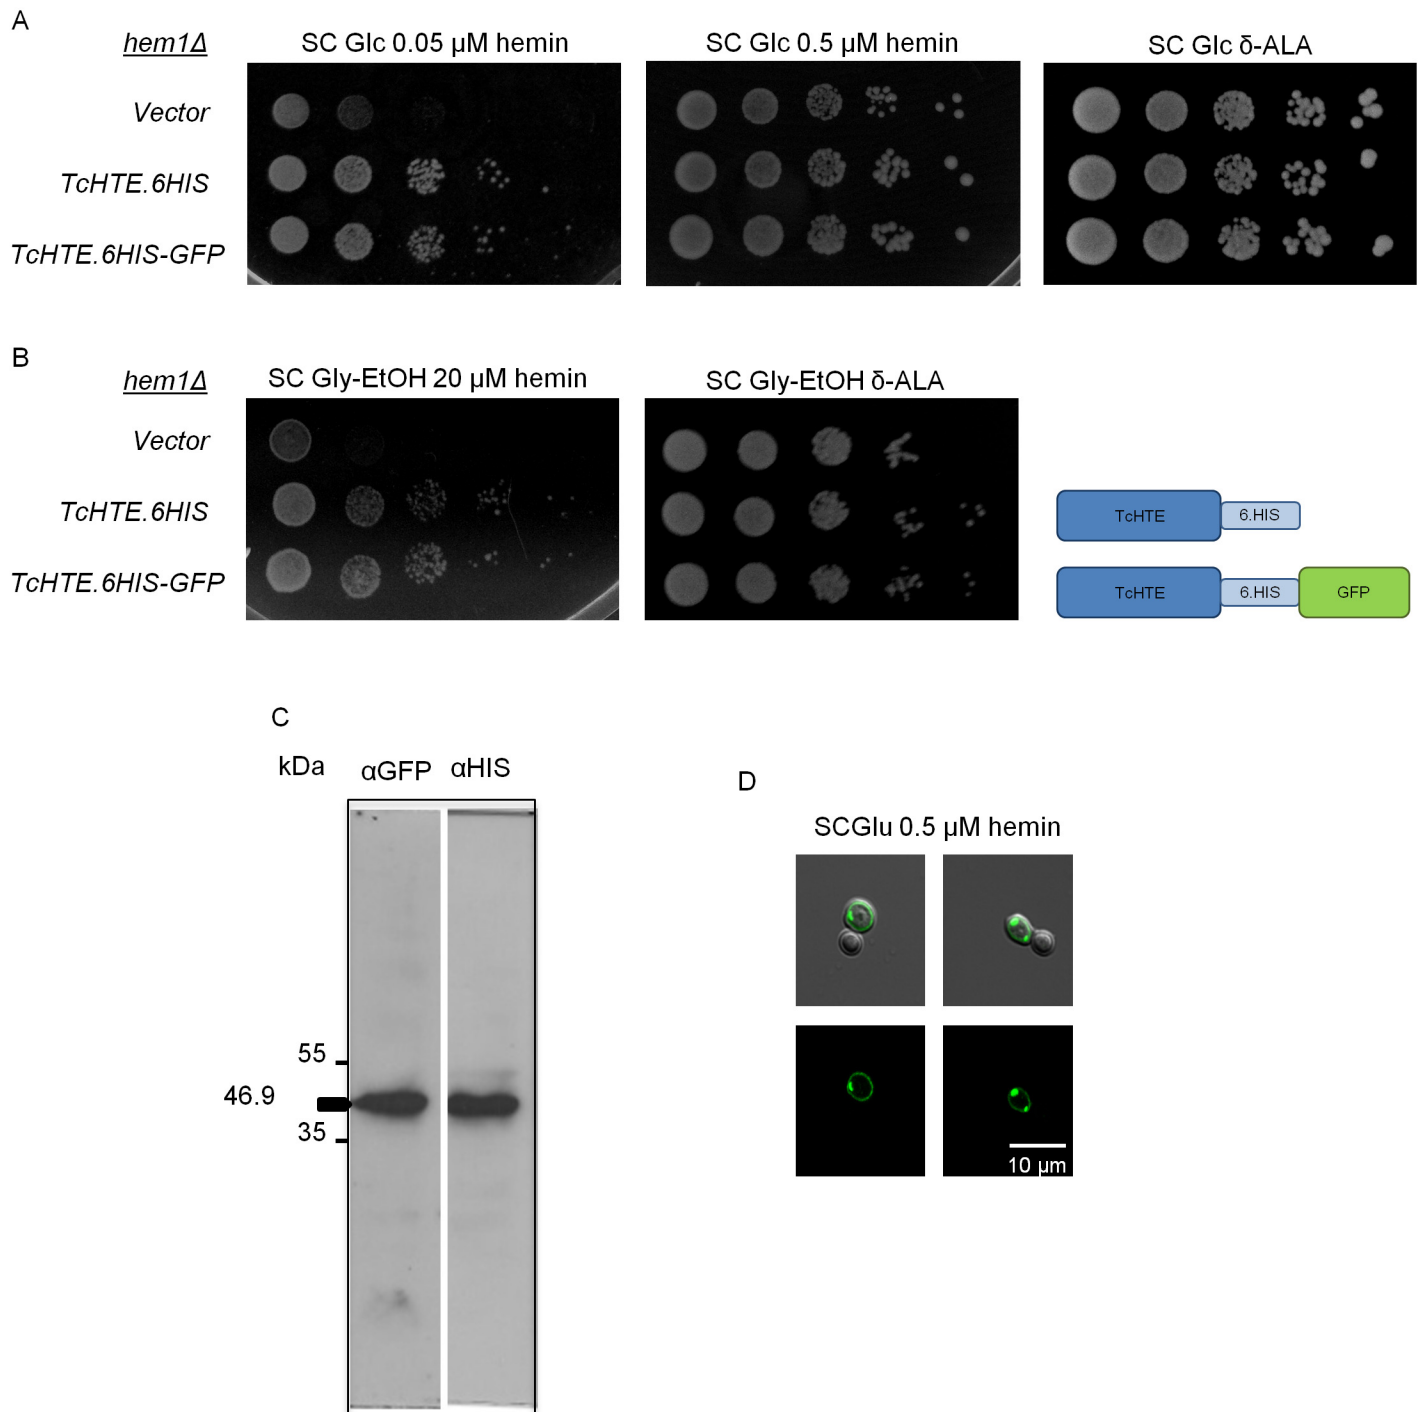 A
hem1Δ
SC Glc 0.05 µM hemin
SC Glc 0.5 µM hemin
SC Glc δ-ALA
Vector
TcHTE.6HIS
TcHTE.6HIS-GFP
B
hem1Δ
SC Gly-EtOH 20 µM hemin
SC Gly-EtOH δ-ALA
Vector
TcHTE.6HIS
TcHTE.6HIS-GFP
TcHTE
6.HIS
TcHTE
6.HIS
GFP
C
kDa
αGFP
αHIS
55
46.9
35
D
SCGlu 0.5 µM hemin
10 µm